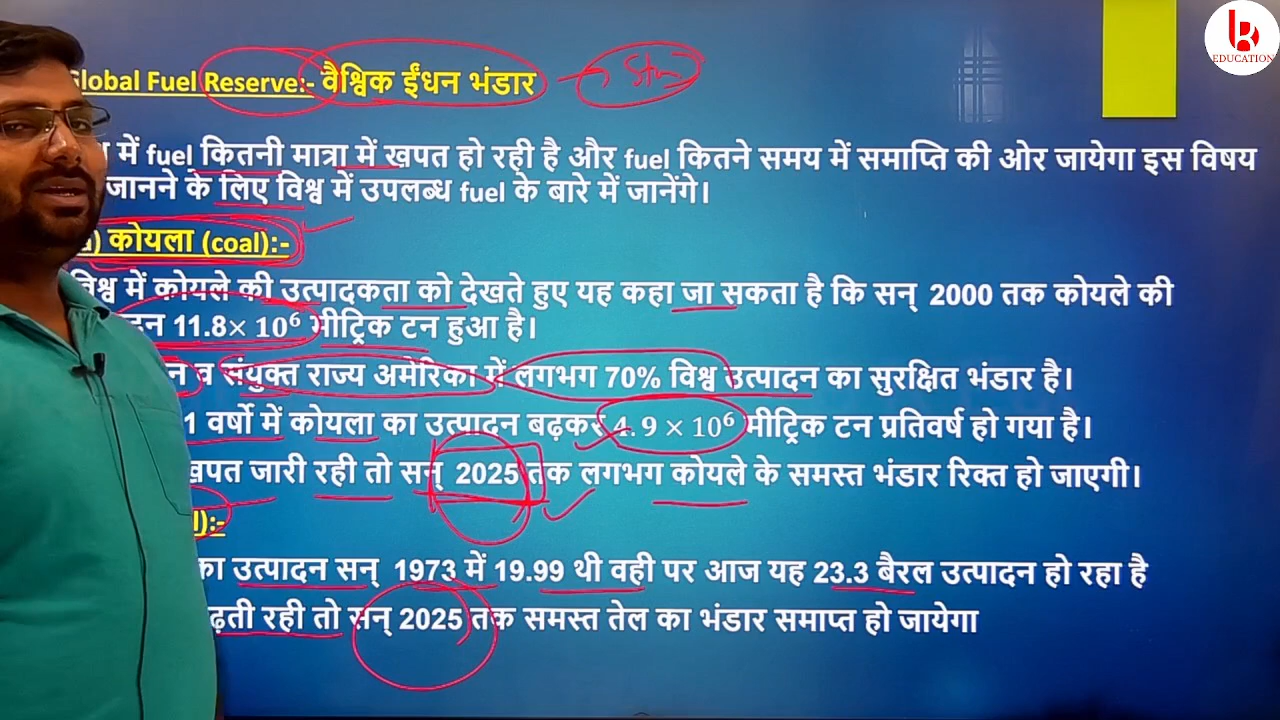 EDUCATION
Global Fuel Reserve:- वैश्विक ईंधन भंडार
में fuel कितनी मात्रा में खपत हो रही है और fuel कितने समय में समाप्ति की ओर जायेगा इस विषय
जानने के लिए विश्व में उपलब्ध fuel के बारे में जानेंगे।
कोयला (coal):-
विश्व में कोयले की उत्पादकता को देखते हुए यह कहा जा सकता है कि सन् 2000 तक कोयले की
11.8× 10⁶ मीट्रिक टन हुआ है।
व संयुक्त राज्य अमेरिका में लगभग 70% विश्व उत्पादन का सुरक्षित भंडार है।
वर्षो में कोयला का उत्पादन बढ़कर 4.9 × 10⁶ मीट्रिक टन प्रतिवर्ष हो गया है।
खपत जारी रही तो सन् 2025 तक लगभग कोयले के समस्त भंडार रिक्त हो जाएगी।
का उत्पादन सन् 1973 में 19.99 थी वही पर आज यह 23.3 बैरल उत्पादन हो रहा है
रही तो सन् 2025 तक समस्त तेल का भंडार समाप्त हो जायेगा